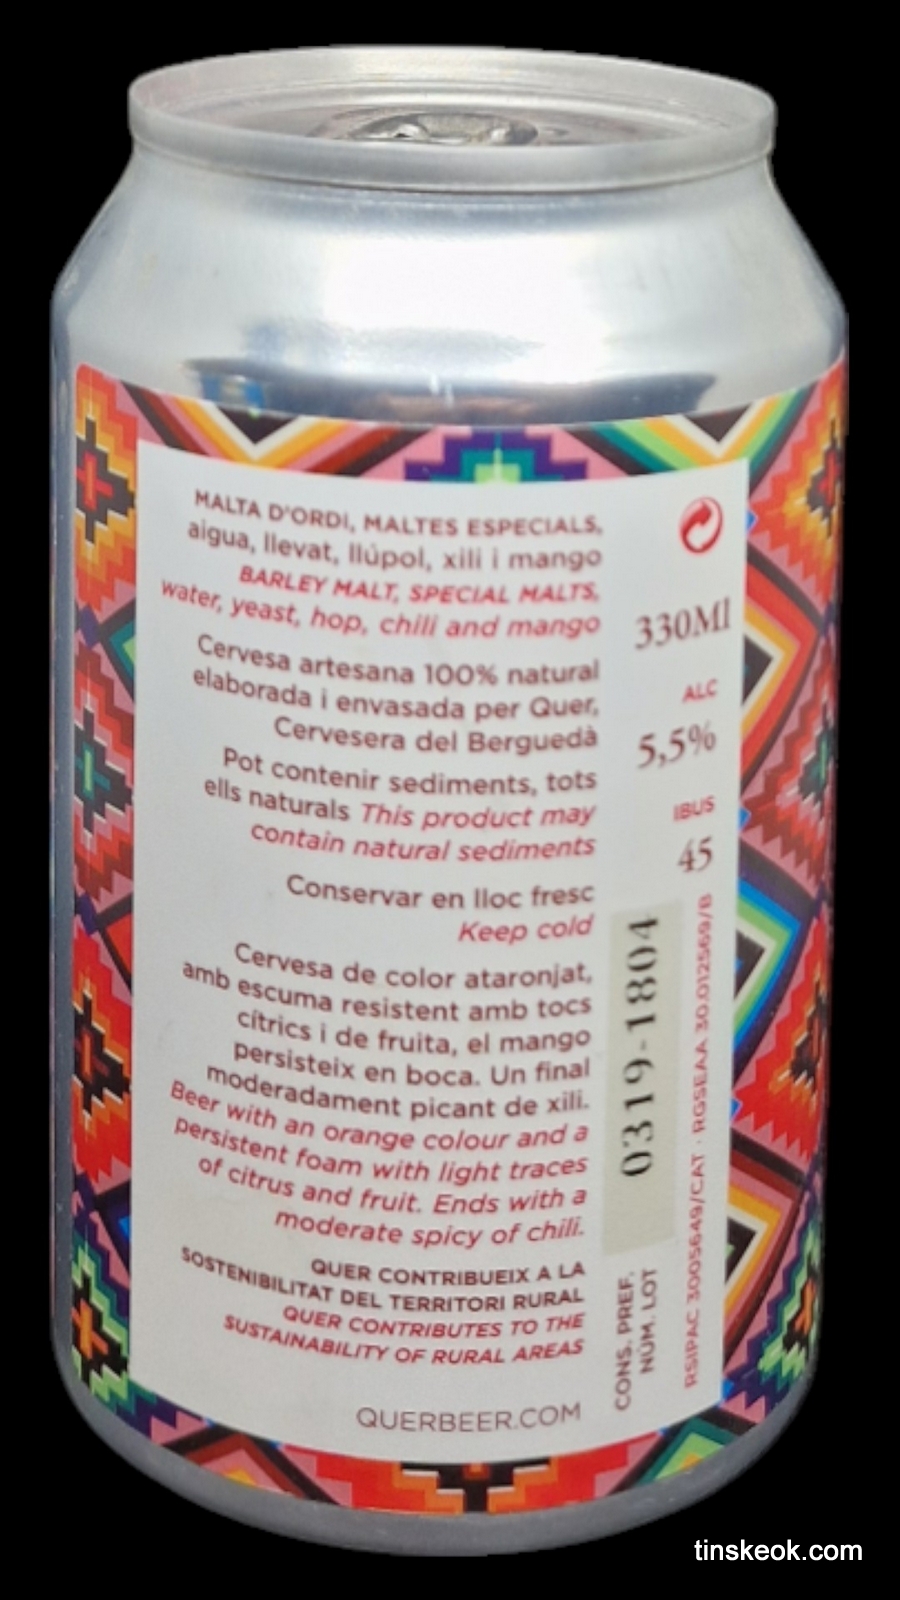 MALTA D'ORDI, MALTES ESPECIALS,
aigua, llevat, llúpol, xili i mango
BARLEY MALT, SPECIAL MALTS,
water, yeast, hop, chili and mango
Cervesa artesana 100% natural
elaborada i envasada per Quer,
Cervesera del Berguedà
Pot contenir sediments, tots
ells naturals This product may
contain natural sediments
Conservar en lloc fresc
Keep cold
Cervesa de color ataronjat,
amb escuma resistent amb tocs
cítrics i de fruita, el mango
persisteix en boca. Un final
moderadament picant de xili.
Beer with an orange colour and a
persistent foam with light traces
of citrus and fruit. Ends with a
moderate spicy of chili.
QUER CONTRIBUEIX A LA
SOSTENIBILITAT DEL TERRITORI RURAL
QUER CONTRIBUTES TO THE
SUSTAINABILITY OF RURAL AREAS
QUERBEER.COM
330Ml
ALC
5,5%
IBUS
45
CONS. PREF.
NÚM. LOT
0319-1804
RSIPAC 3005649/CAT · RGSEAA 30.012569/B
tinskeok.com